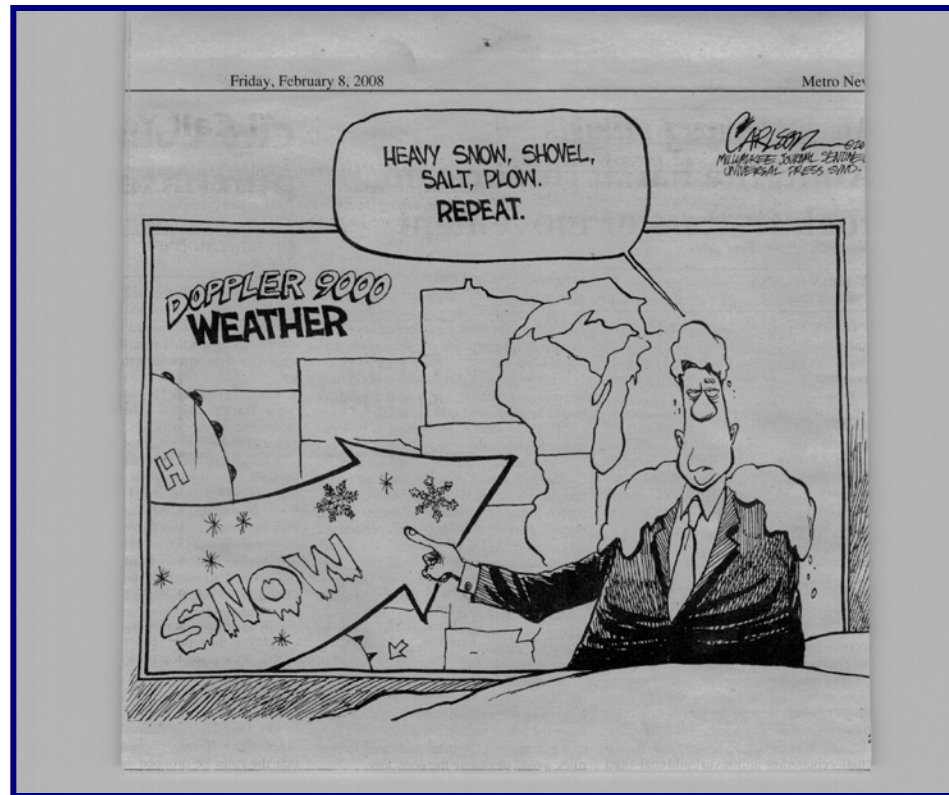 Friday, February 8, 2008
Metro
HEAVY SNOW, SHOVEL,
SALT, PLOW.
REPEAT.
CARLSON
MILWAUKEE JOURNAL SENTINEL
UNIVERSAL PRESS SYND.
DOPPLER 9000
WEATHER
H
SNOW